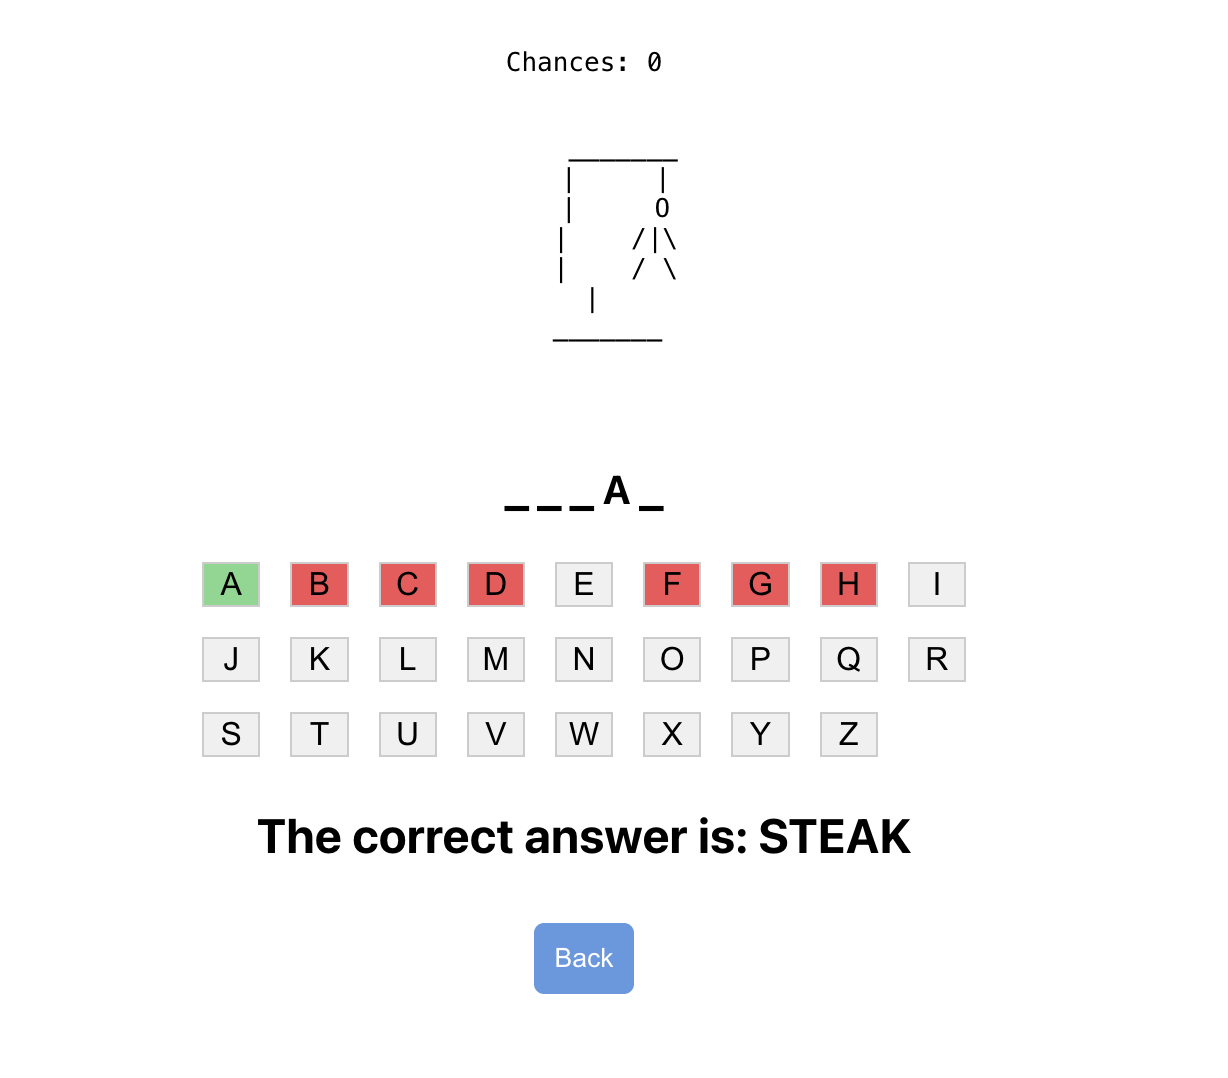 Chances: 0
_______
|      |
|      O
|     /|\
|     / \
|
_______
_ _ _ A _
A B C D E F G H I
J K L M N O P Q R
S T U V W X Y Z
The correct answer is: STEAK
Back